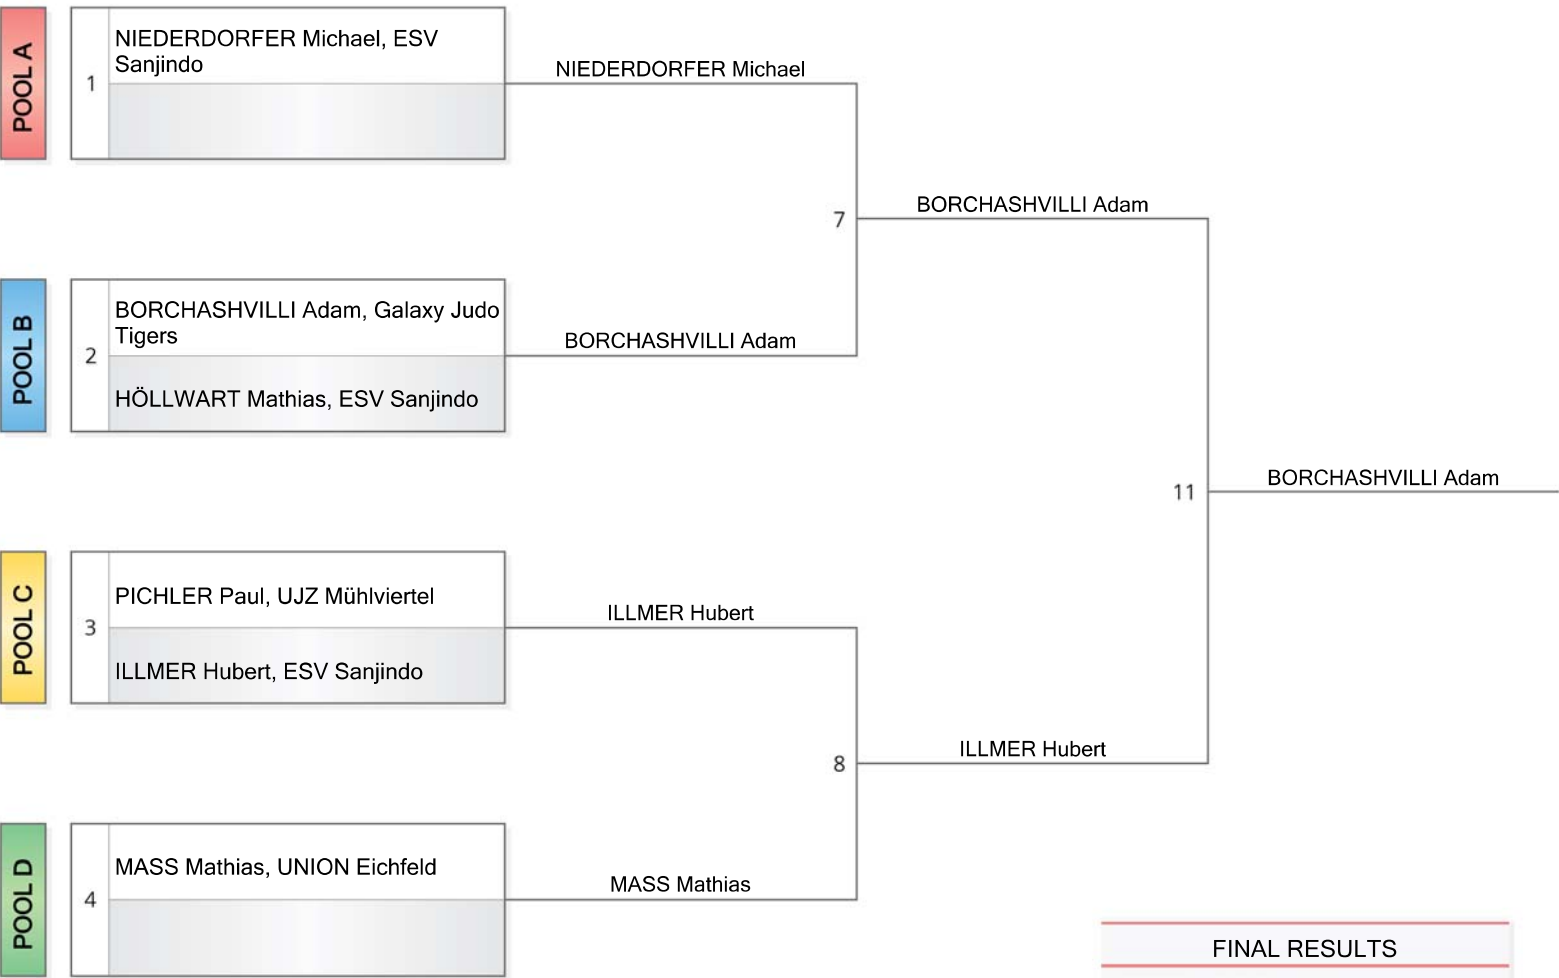 POOL A
1
NIEDERDORFER Michael, ESV
Sanjindo
NIEDERDORFER Michael
7
BORCHASHVILLI Adam
POOL B
2
BORCHASHVILLI Adam, Galaxy Judo
Tigers
HÖLLWART Mathias, ESV Sanjindo
BORCHASHVILLI Adam
11
BORCHASHVILLI Adam
POOL C
3
PICHLER Paul, UJZ Mühlviertel
ILLMER Hubert, ESV Sanjindo
ILLMER Hubert
8
ILLMER Hubert
POOL D
4
MASS Mathias, UNION Eichfeld
MASS Mathias
FINAL RESULTS